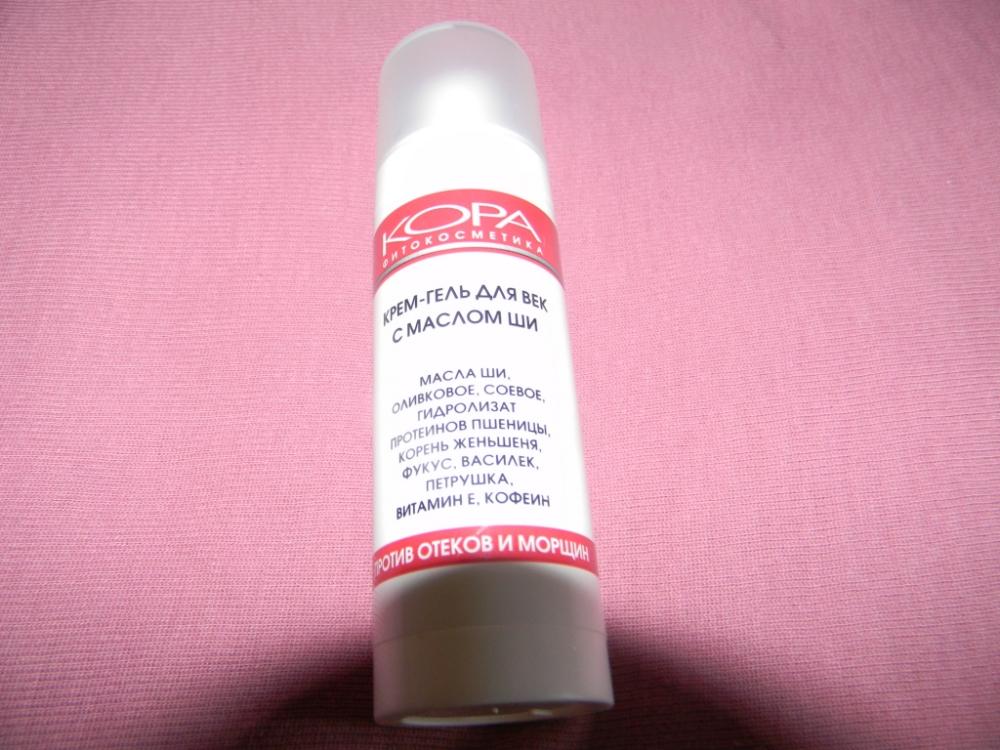 КОРА
ФИТОКОСМЕТИКА
КРЕМ-ГЕЛЬ ДЛЯ ВЕК
С МАСЛОМ ШИ
МАСЛА ШИ,
ОЛИВКОВОЕ, СОЕВОЕ,
ГИДРОЛИЗАТ
ПРОТЕИНОВ ПШЕНИЦЫ,
КОРЕНЬ ЖЕНЬШЕНЯ,
ФУКУС, ВАСИЛЕК,
ПЕТРУШКА,
ВИТАМИН Е, КОФЕИН
ПРОТИВ ОТЕКОВ И МОРЩИН